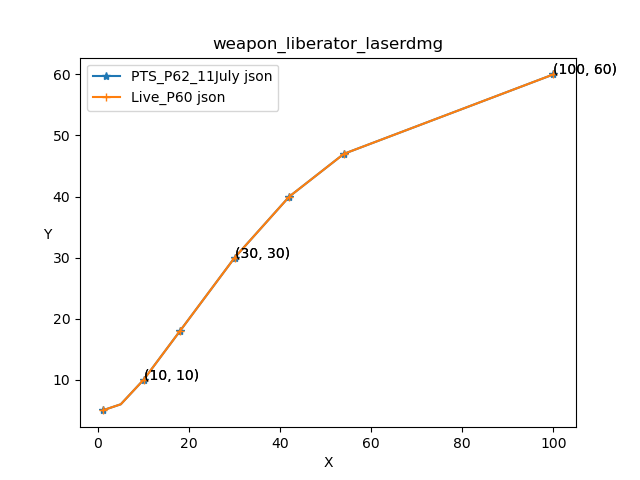 weapon_liberator_laserdmg
PTS_P62_11July json
Live_P60 json
(100, 60)
(30, 30)
(10, 10)
60
50
40
30
20
10
Y
0 20 40 60 80 100
X